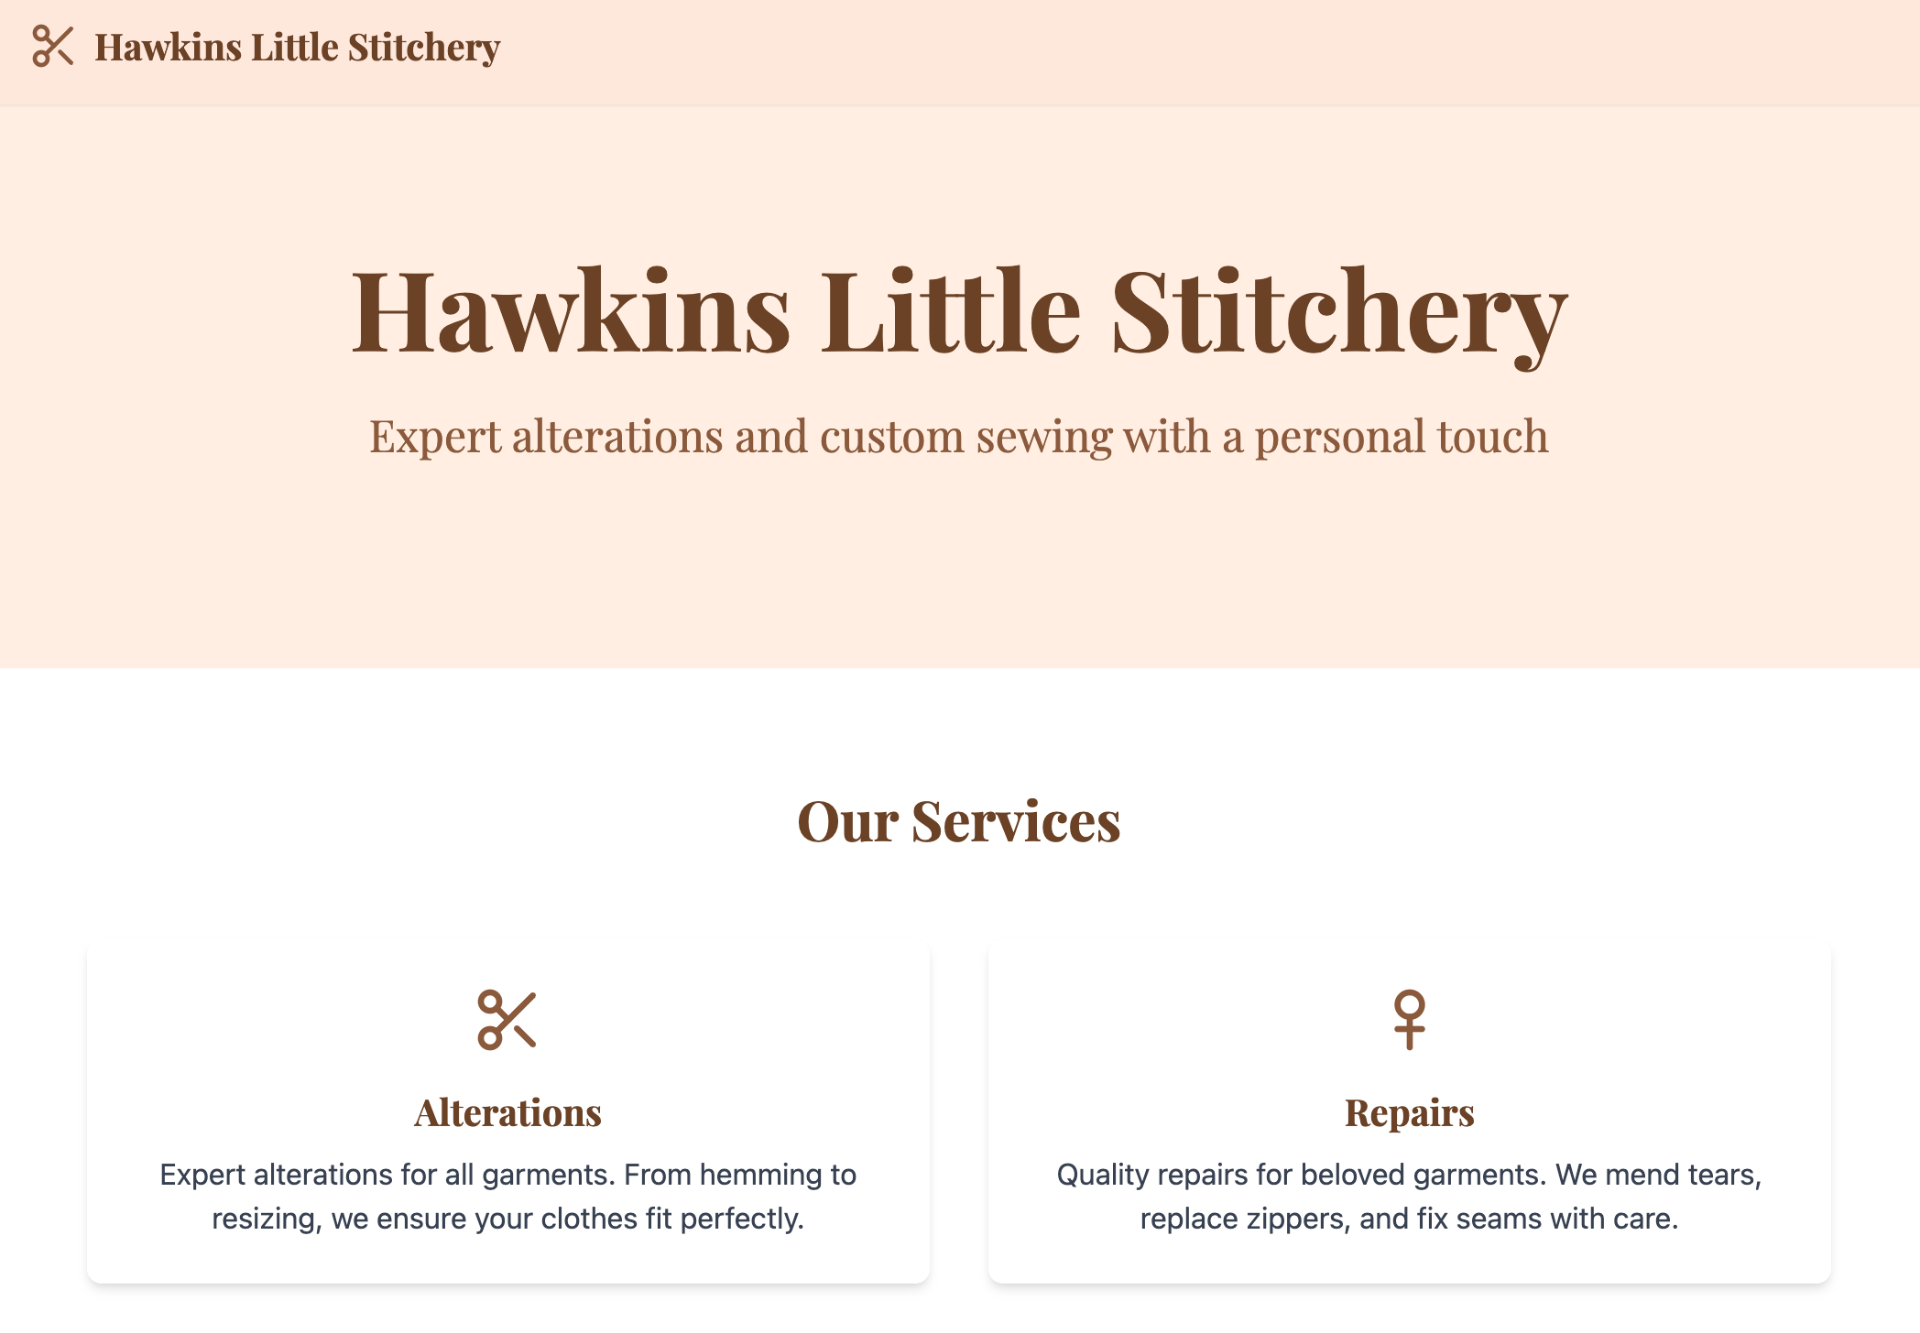 Hawkins Little Stitchery
Hawkins Little Stitchery
Expert alterations and custom sewing with a personal touch
Our Services
Alterations
Expert alterations for all garments. From hemming to
resizing, we ensure your clothes fit perfectly.
Repairs
Quality repairs for beloved garments. We mend tears,
replace zippers, and fix seams with care.